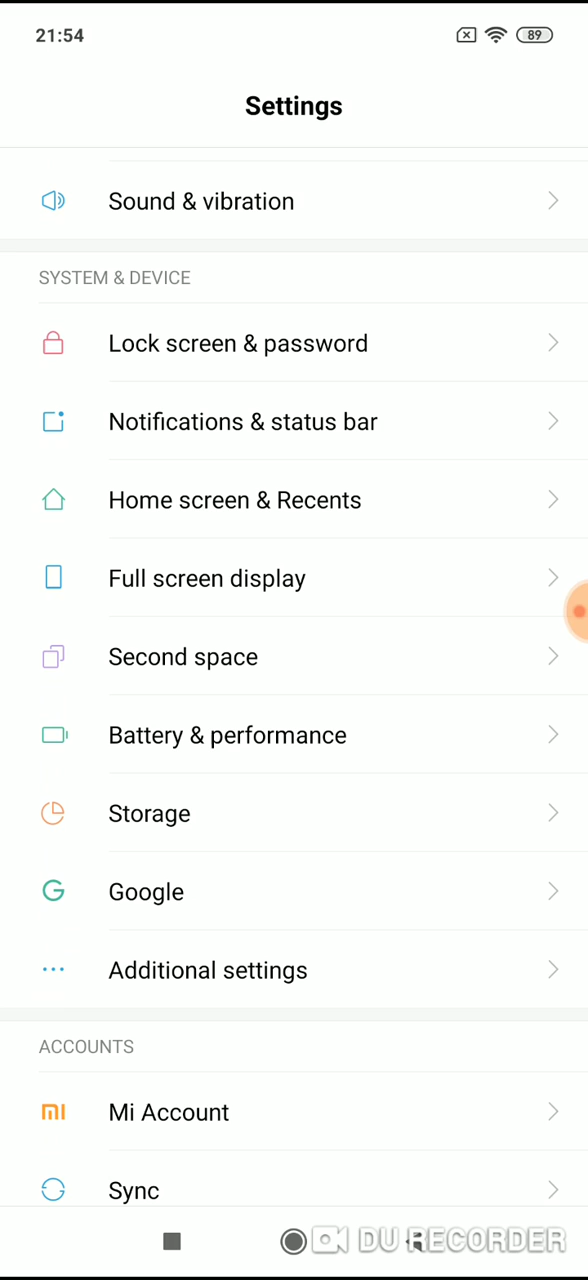 21:54
89
Settings
Sound & vibration
SYSTEM & DEVICE
Lock screen & password
Notifications & status bar
Home screen & Recents
Full screen display
Second space
Battery & performance
Storage
Google
Additional settings
ACCOUNTS
Mi Account
Sync
DU RECORDER